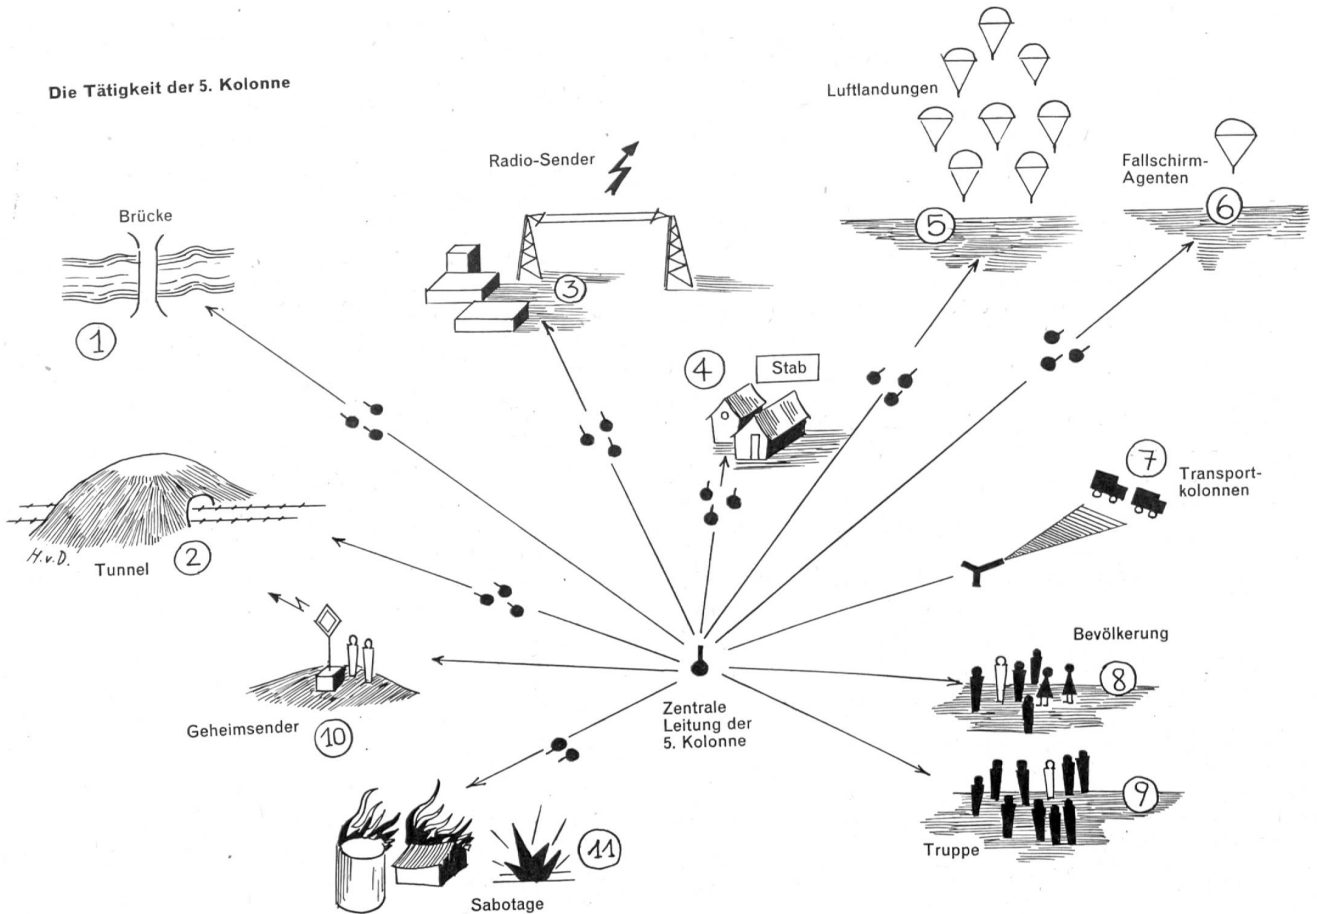 Die Tätigkeit der 5. Kolonne
Luftlandungen
Radio-Sender
Fallschirm-
Agenten
Brücke
6
5
3
1
4
Stab
7
Transport-
kolonnen
H.v.D.
Tunnel
2
Bevölkerung
8
Geheimsender
10
Zentrale
Leitung der
5. Kolonne
9
Truppe
11
Sabotage